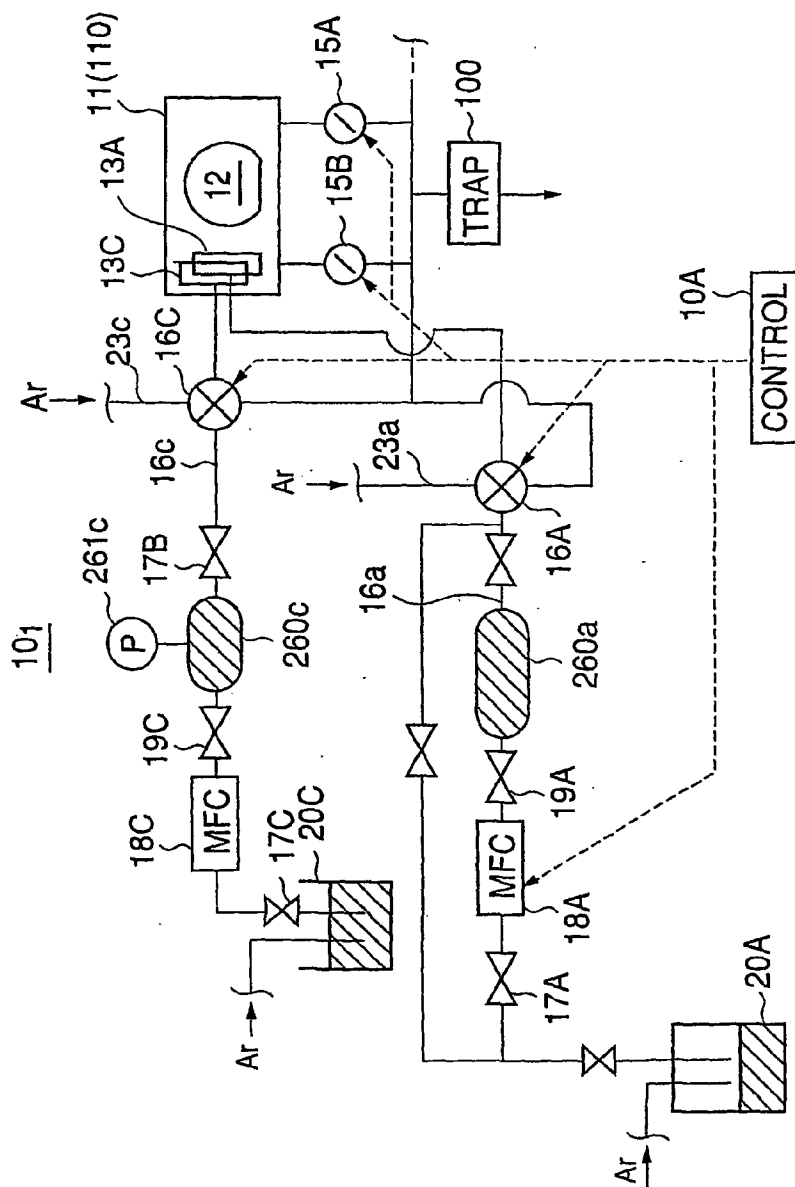 10₁
11(110)
13A
13C
12
15A
15B
100
TRAP
Ar
23c
16C
16c
17B
261c
P
260c
19C
18C
MFC
17C
20C
Ar
Ar
23a
16A
16a
260a
19A
MFC
18A
17A
20A
Ar
10A
CONTROL